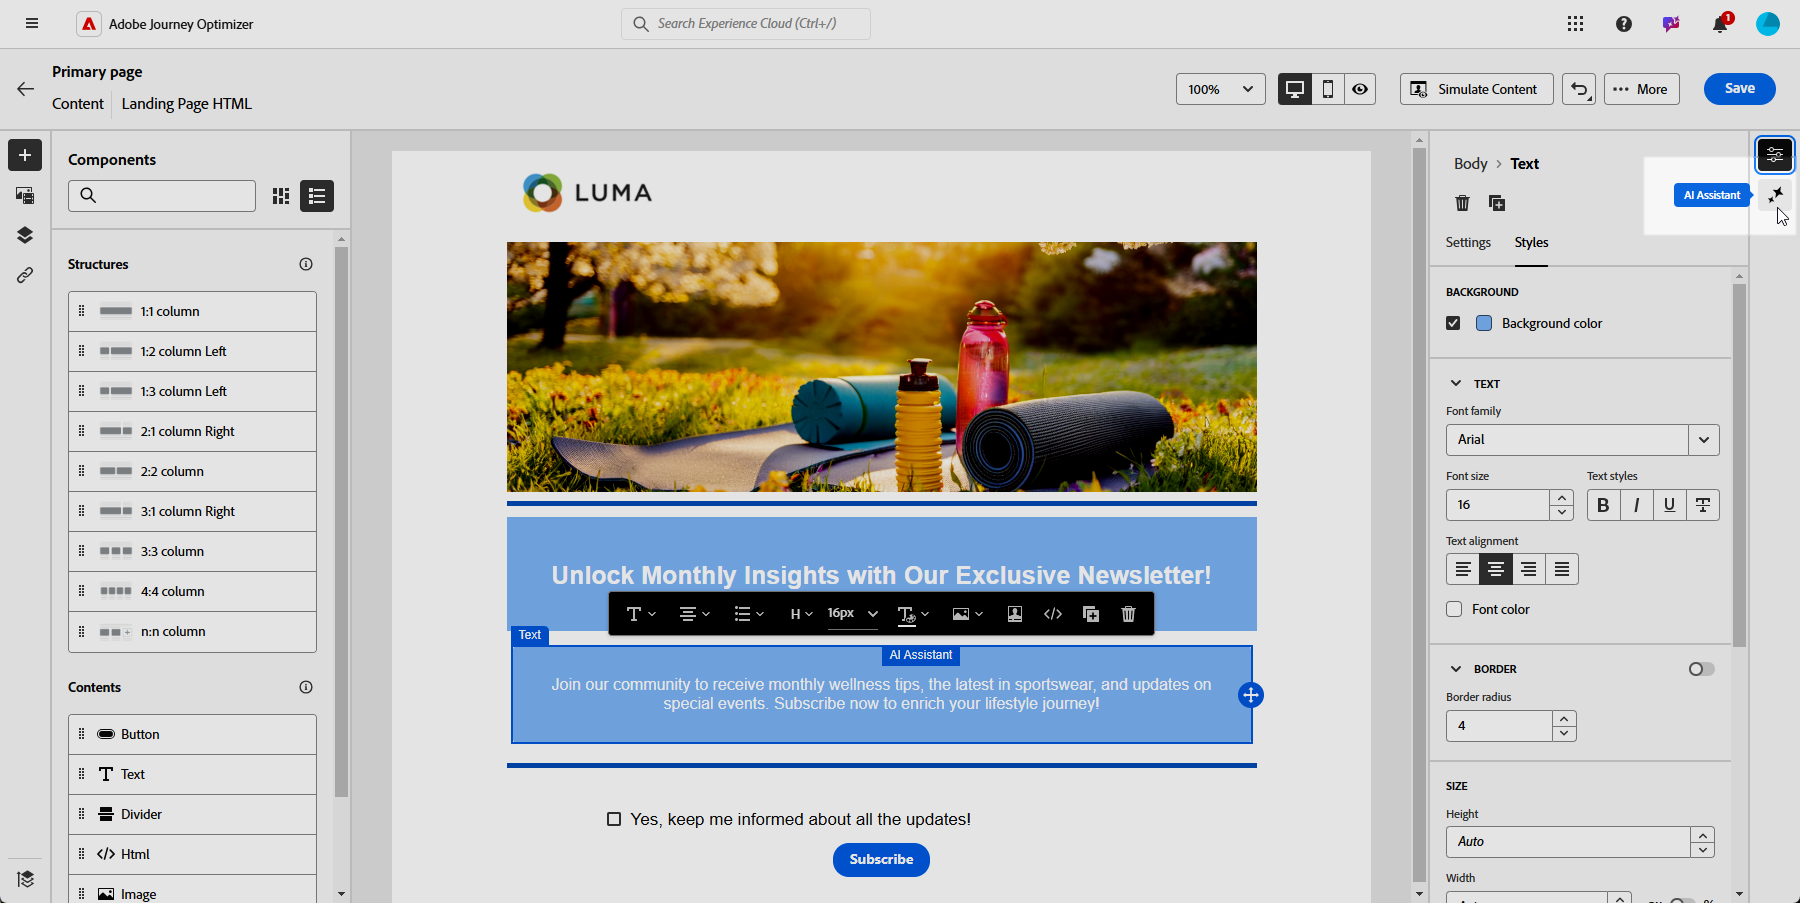 Adobe Journey Optimizer
Search Experience Cloud (Ctrl+/)
1
Primary page
Content
Landing Page HTML
100%
Simulate Content
More
Save
Components
Structures
1:1 column
1:2 column Left
1:3 column Left
2:1 column Right
2:2 column
3:1 column Right
3:3 column
4:4 column
n:n column
Contents
Button
Text
Divider
Html
Image
LUMA
Unlock Monthly Insights with Our Exclusive Newsletter!
H
16px
Text
AI Assistant
Join our community to receive monthly wellness tips, the latest in sportswear, and updates on
special events. Subscribe now to enrich your lifestyle journey!
Yes, keep me informed about all the updates!
Subscribe
Body > Text
AI Assistant
Settings
Styles
BACKGROUND
Background color
TEXT
Font family
Arial
Font size
Text styles
16
B I U T
Text alignment
Font color
BORDER
Border radius
4
SIZE
Height
Auto
Width